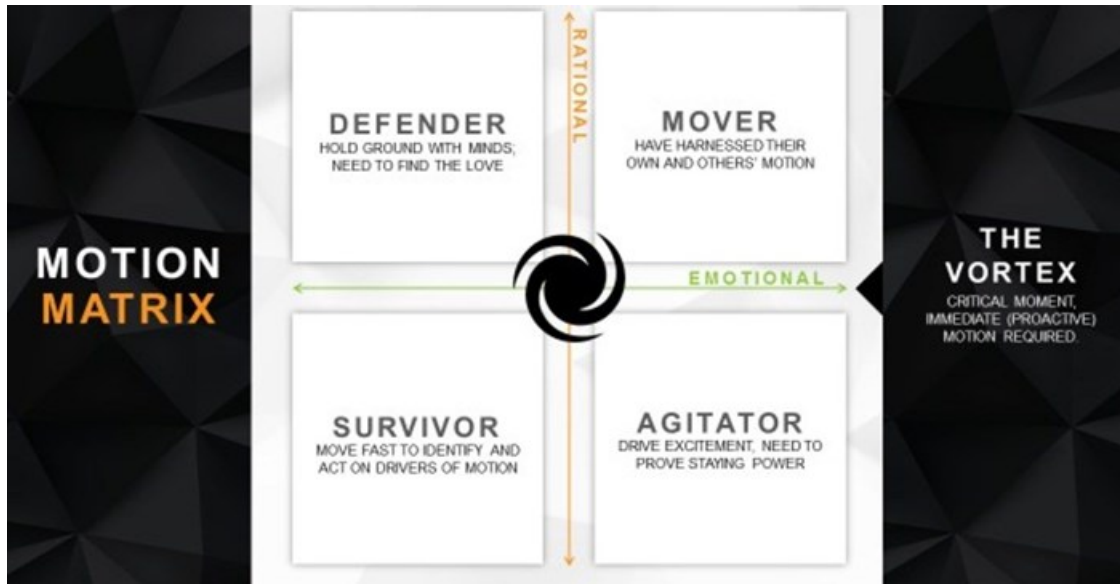 MOTION
MATRIX
DEFENDER
HOLD GROUND WITH MINDS;
NEED TO FIND THE LOVE
RATIONAL
MOVER
HAVE HARNESSED THEIR
OWN AND OTHERS' MOTION
EMOTIONAL
SURVIVOR
MOVE FAST TO IDENTIFY AND
ACT ON DRIVERS OF MOTION
AGITATOR
DRIVE EXCITEMENT, NEED TO
PROVE STAYING POWER
THE
VORTEX
CRITICAL MOMENT,
IMMEDIATE (PROACTIVE)
MOTION REQUIRED.